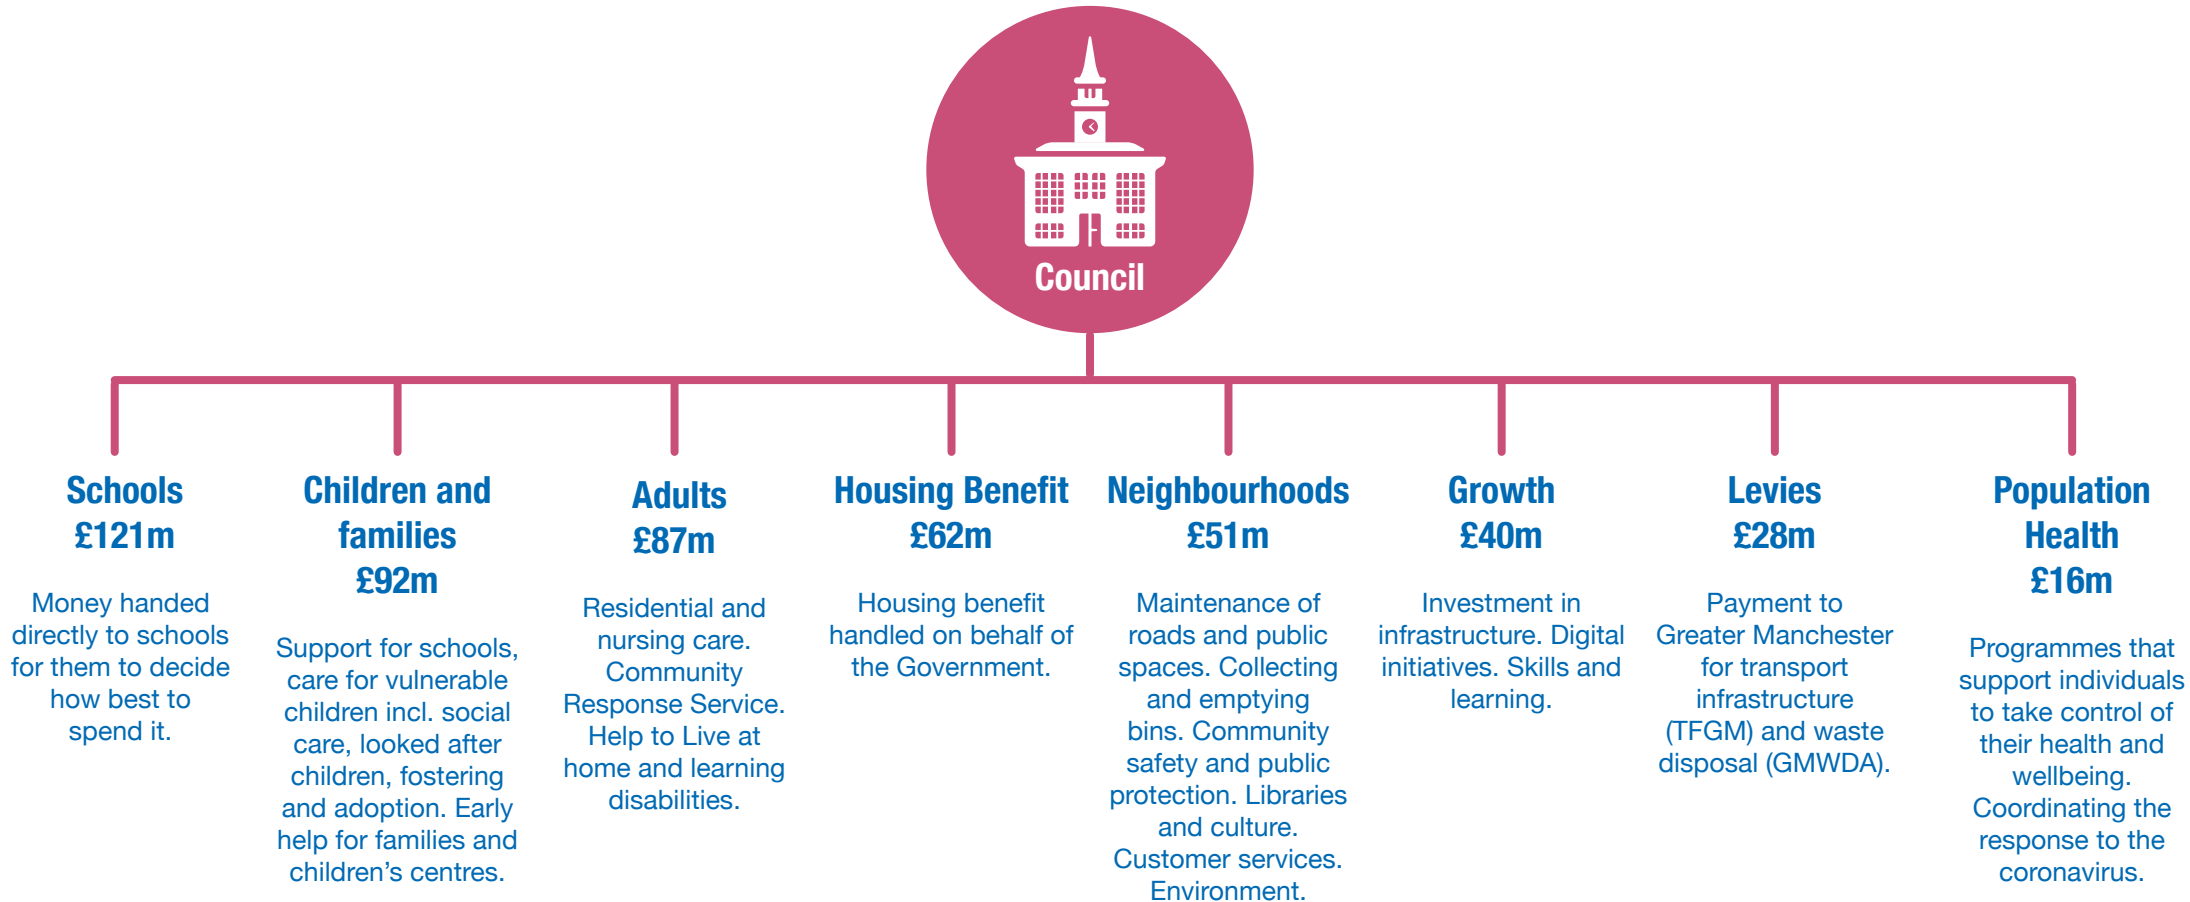 Council
Schools
£121m
Money handed
directly to schools
for them to decide
how best to
spend it.
Children and
families
£92m
Support for schools,
care for vulnerable
children incl. social
care, looked after
children, fostering
and adoption. Early
help for families and
children’s centres.
Adults
£87m
Residential and
nursing care.
Community
Response Service.
Help to Live at
home and learning
disabilities.
Housing Benefit
£62m
Housing benefit
handled on behalf of
the Government.
Neighbourhoods
£51m
Maintenance of
roads and public
spaces. Collecting
and emptying
bins. Community
safety and public
protection. Libraries
and culture.
Customer services.
Environment.
Growth
£40m
Investment in
infrastructure. Digital
initiatives. Skills and
learning.
Levies
£28m
Payment to
Greater Manchester
for transport
infrastructure
(TFGM) and waste
disposal (GMWDA).
Population
Health
£16m
Programmes that
support individuals
to take control of
their health and
wellbeing.
Coordinating the
response to the
coronavirus.